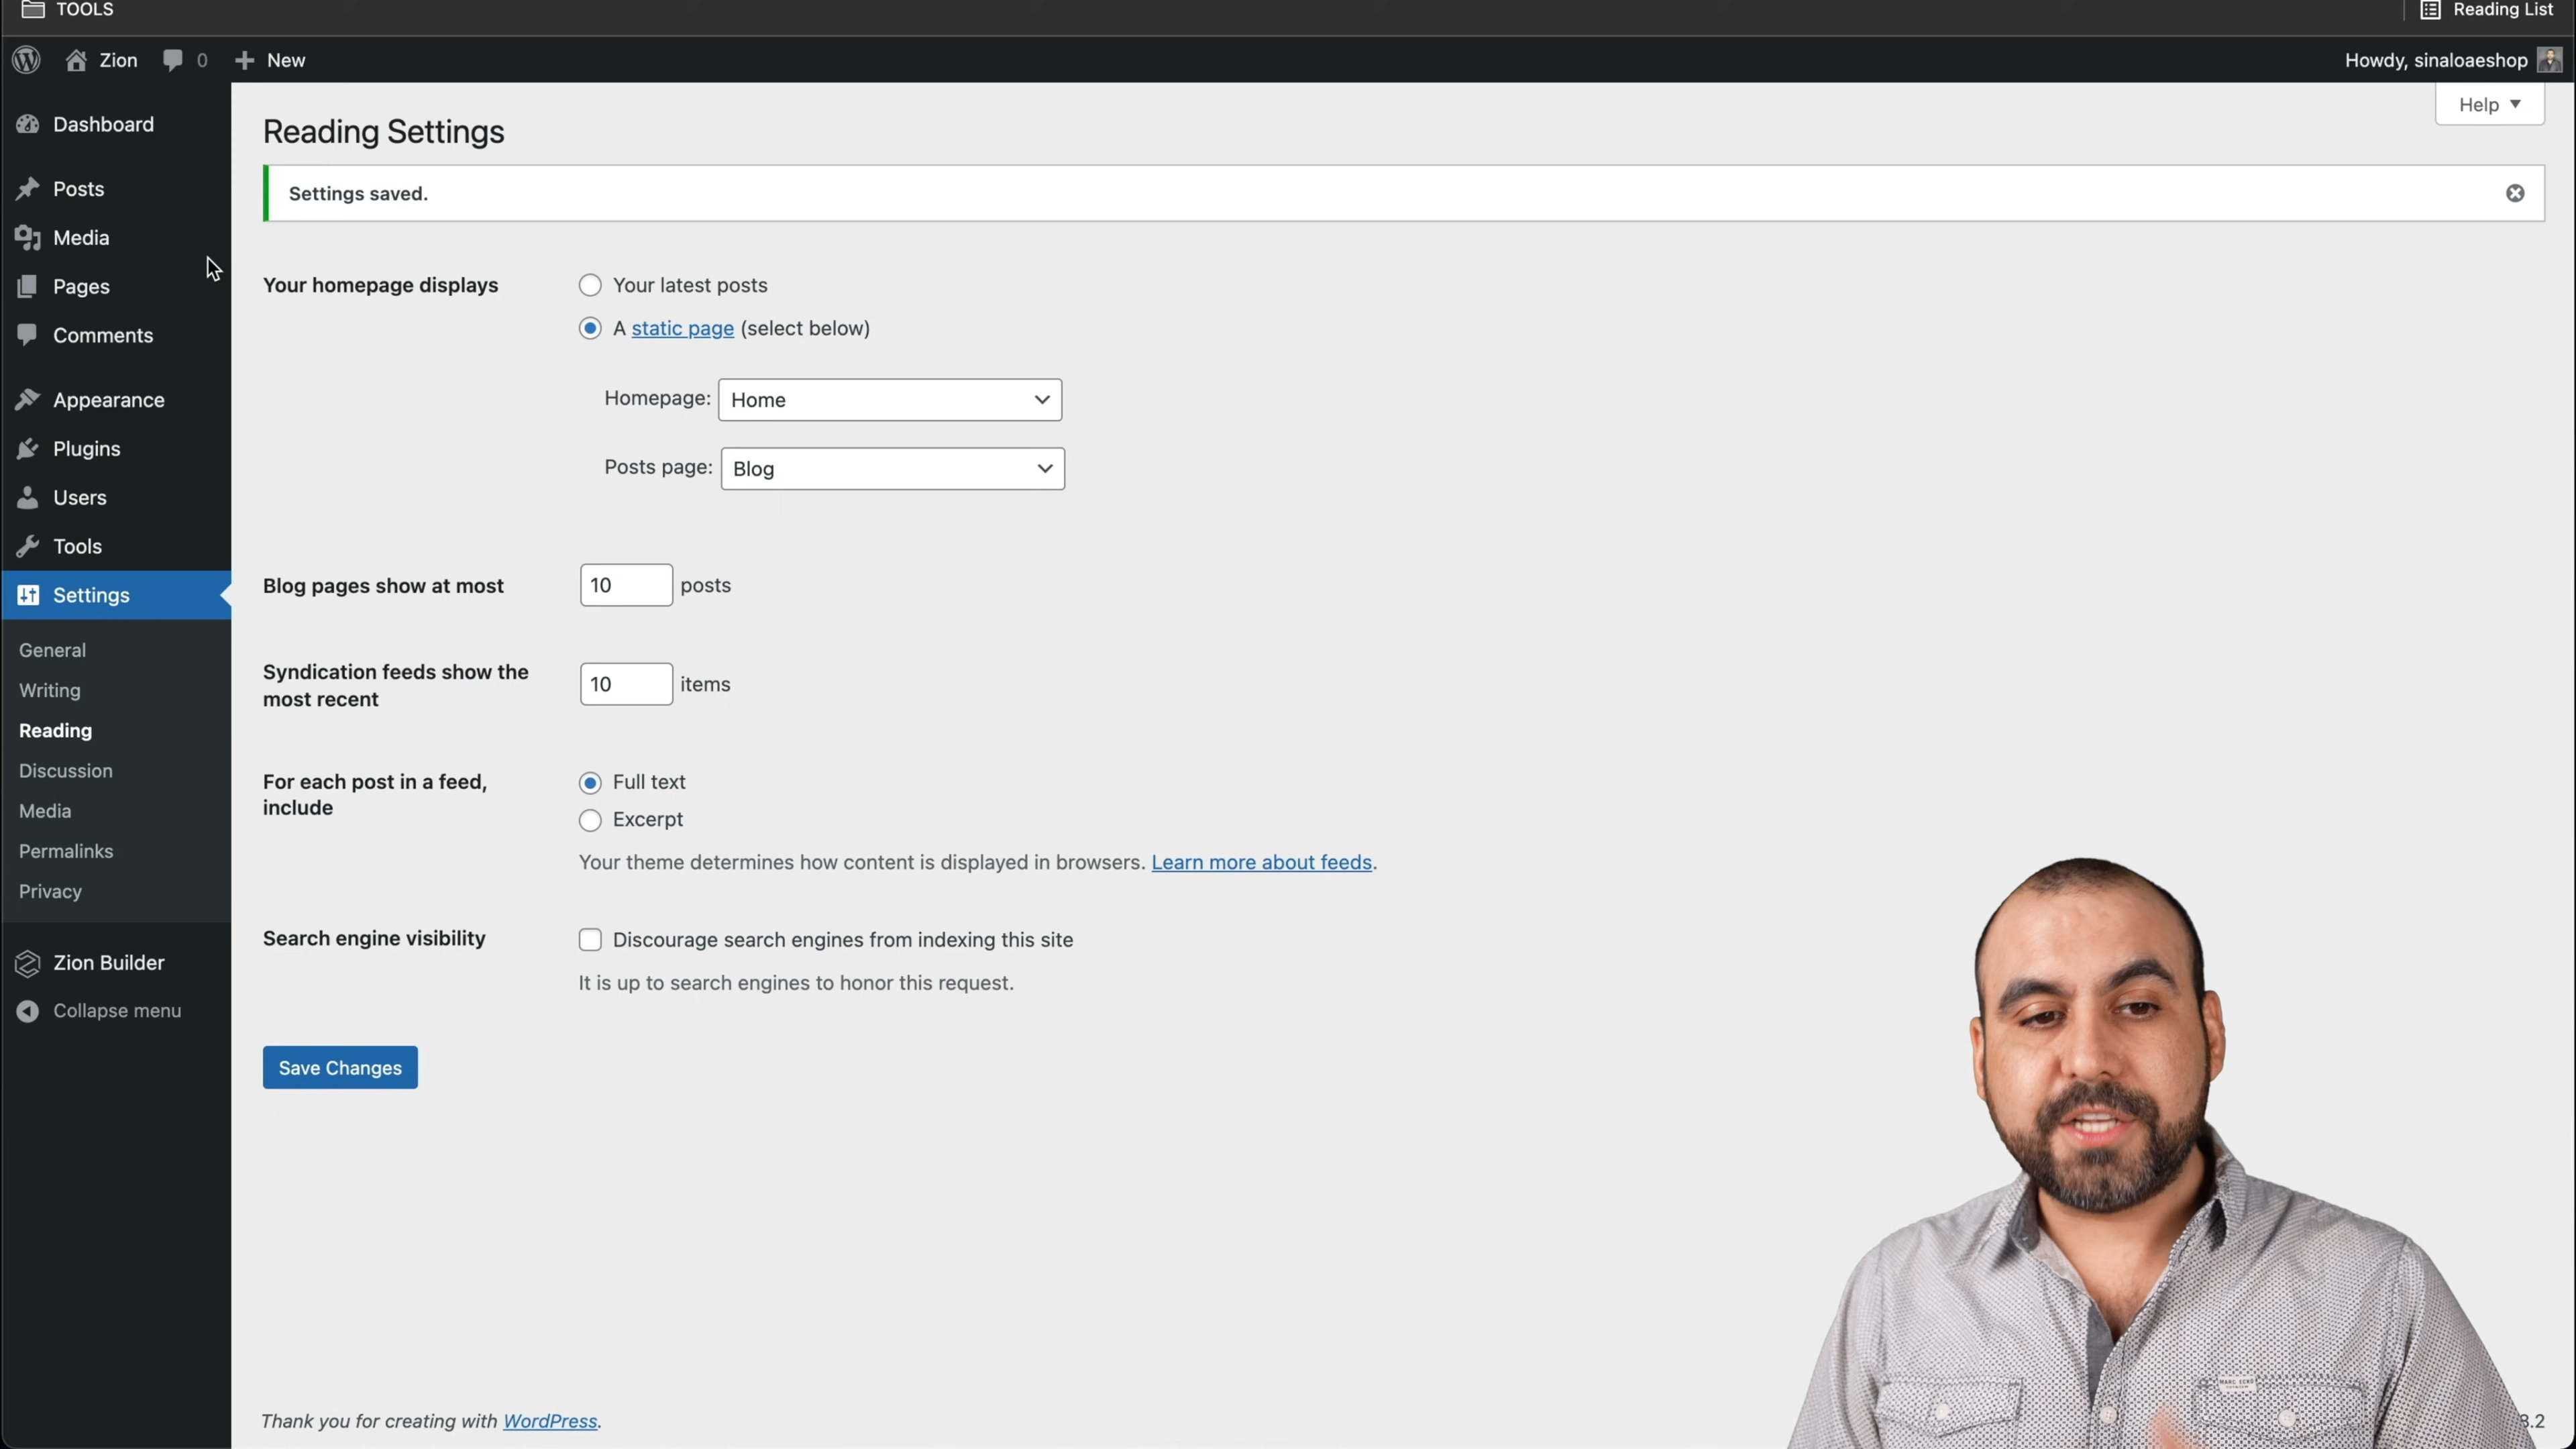 TOOLS
Reading List
Zion
0
New
Howdy, sinaloaeshop
Dashboard
Posts
Media
Pages
Comments
Appearance
Plugins
Users
Tools
Settings
General
Writing
Reading
Discussion
Media
Permalinks
Privacy
Zion Builder
Collapse menu
Help
Reading Settings
Settings saved.
Your homepage displays
Your latest posts
A static page (select below)
Homepage: Home
Posts page: Blog
Blog pages show at most 10 posts
Syndication feeds show the
most recent
10 items
For each post in a feed,
include
Full text
Excerpt
Your theme determines how content is displayed in browsers. Learn more about feeds.
Search engine visibility
Discourage search engines from indexing this site
It is up to search engines to honor this request.
Save Changes
Thank you for creating with WordPress.
8.2
MARC ECKO